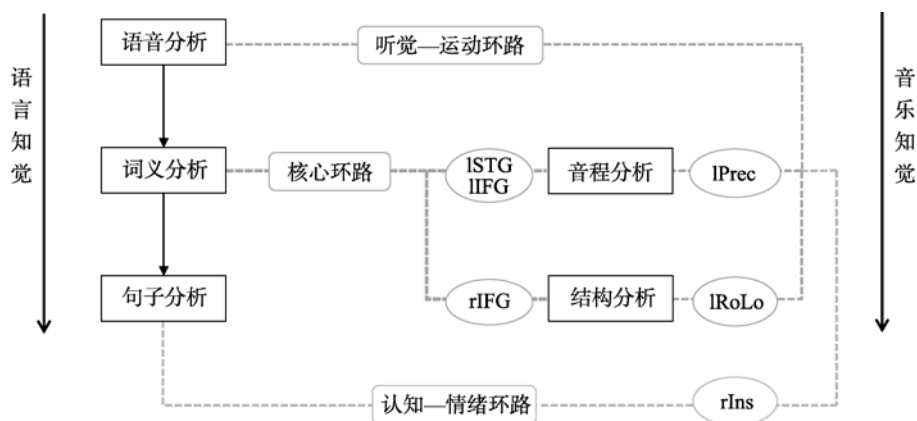 语音分析
听觉—运动环路
语言知觉
音乐知觉
词义分析
核心环路
lSTG
lIFG
音程分析
lPrec
句子分析
rIFG
结构分析
lRoLo
认知—情绪环路
rIns